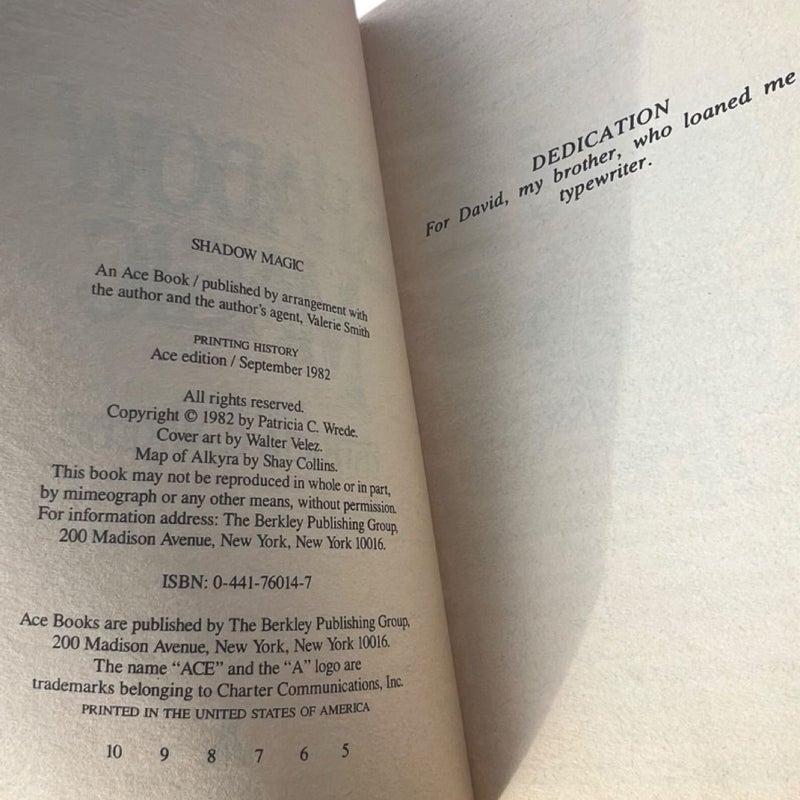 SHADOW MAGIC
An Ace Book / published by arrangement with
the author and the author's agent, Valerie Smith
PRINTING HISTORY
Ace edition / September 1982
All rights reserved.
Copyright © 1982 by Patricia C. Wrede.
Cover art by Walter Velez.
Map of Alkyra by Shay Collins.
This book may not be reproduced in whole or in part,
by mimeograph or any other means, without permission.
For information address: The Berkley Publishing Group,
200 Madison Avenue, New York, New York 10016.
ISBN: 0-441-76014-7
Ace Books are published by The Berkley Publishing Group,
200 Madison Avenue, New York, New York 10016.
The name “ACE” and the “A” logo are
trademarks belonging to Charter Communications, Inc.
PRINTED IN THE UNITED STATES OF AMERICA
10 9 8 7 6 5
DEDICATION
For David, my brother, who loaned me
typewriter.